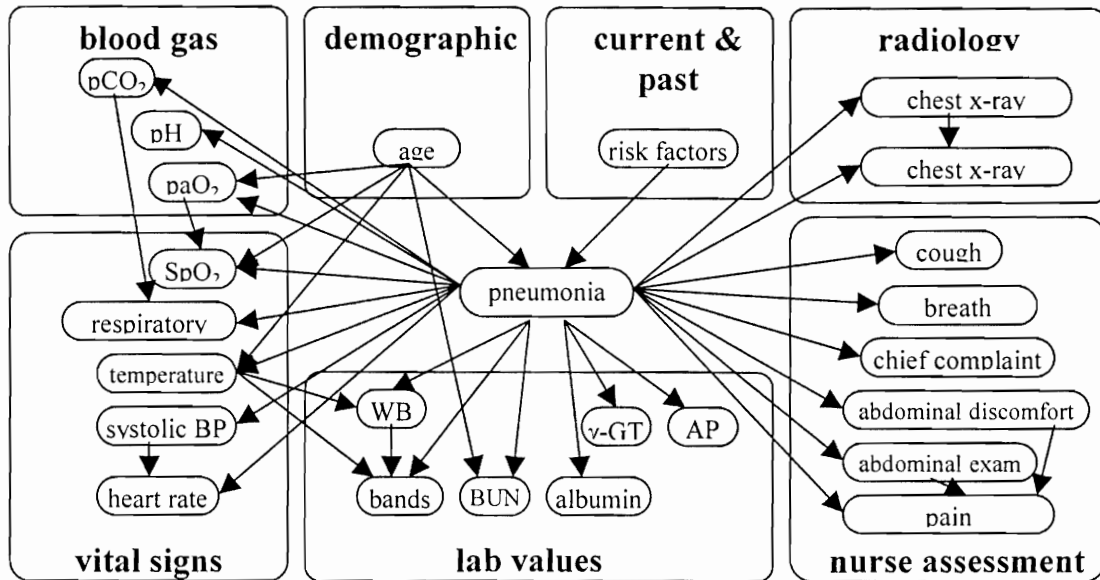 blood gas
pCO₂
pH
paO₂
demographic
age
current &
past
risk factors
radiology
chest x-ray
chest x-ray
pneumonia
SpO₂
respiratory
temperature
systolic BP
heart rate
vital signs
WB
bands
BUN
albumin
γ-GT
AP
lab values
cough
breath
chief complaint
abdominal discomfort
abdominal exam
pain
nurse assessment